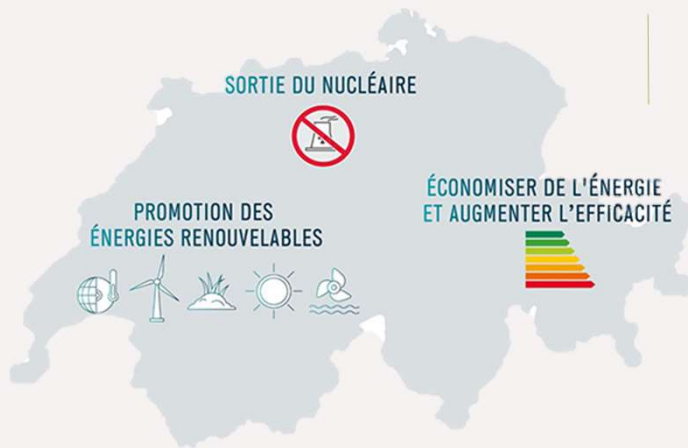 SORTIE DU NUCLÉAIRE
PROMOTION DES
ÉNERGIES RENOUVELABLES
ÉCONOMISER DE L'ÉNERGIE
ET AUGMENTER L'EFFICACITÉ